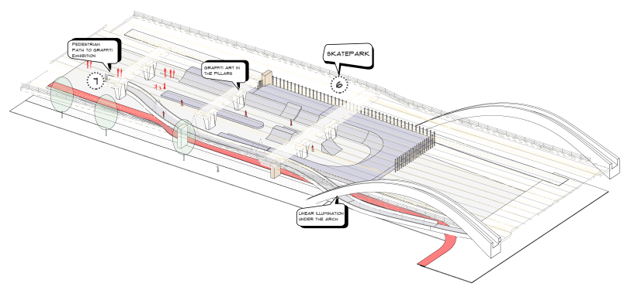 PEDESTRIAN
PATH TO GRAFFITI
EXHIBITION
7
GRAFFITI ART IN
THE PILLARS
SKATEPARK
6
LINEAR ILLUMINATION
UNDER THE ARCH